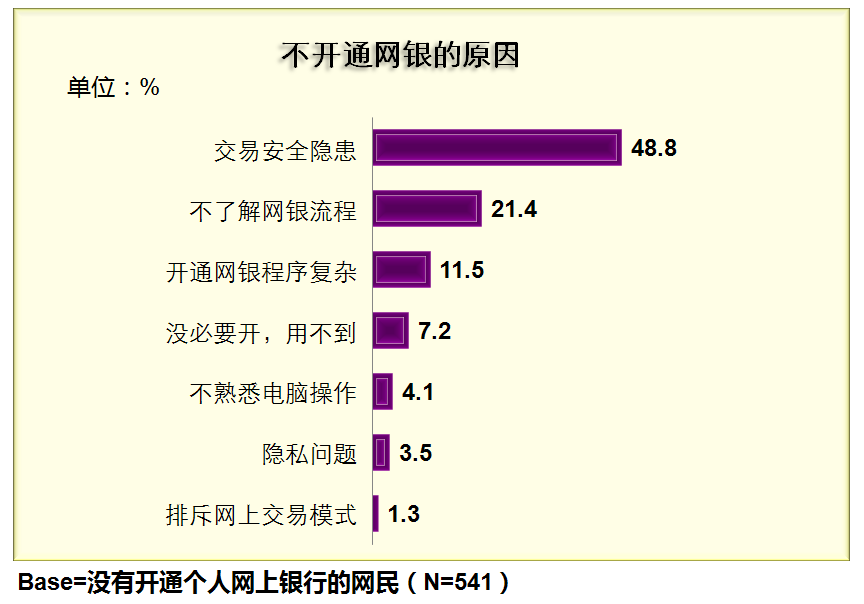 不开通网银的原因
单位：%
交易安全隐患 48.8
不了解网银流程 21.4
开通网银程序复杂 11.5
没必要开，用不到 7.2
不熟悉电脑操作 4.1
隐私问题 3.5
排斥网上交易模式 1.3
Base=没有开通个人网上银行的网民（N=541）